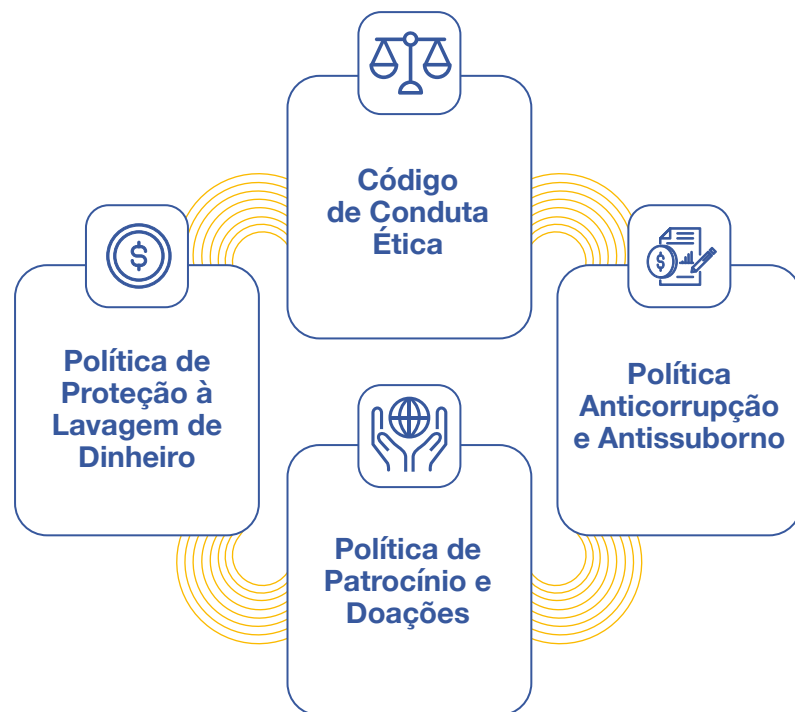 Código
de Conduta
Ética
$
Política de
Proteção à
Lavagem de
Dinheiro
$
Política
Anticorrupção
e Antissuborno
Política de
Patrocínio e
Doações